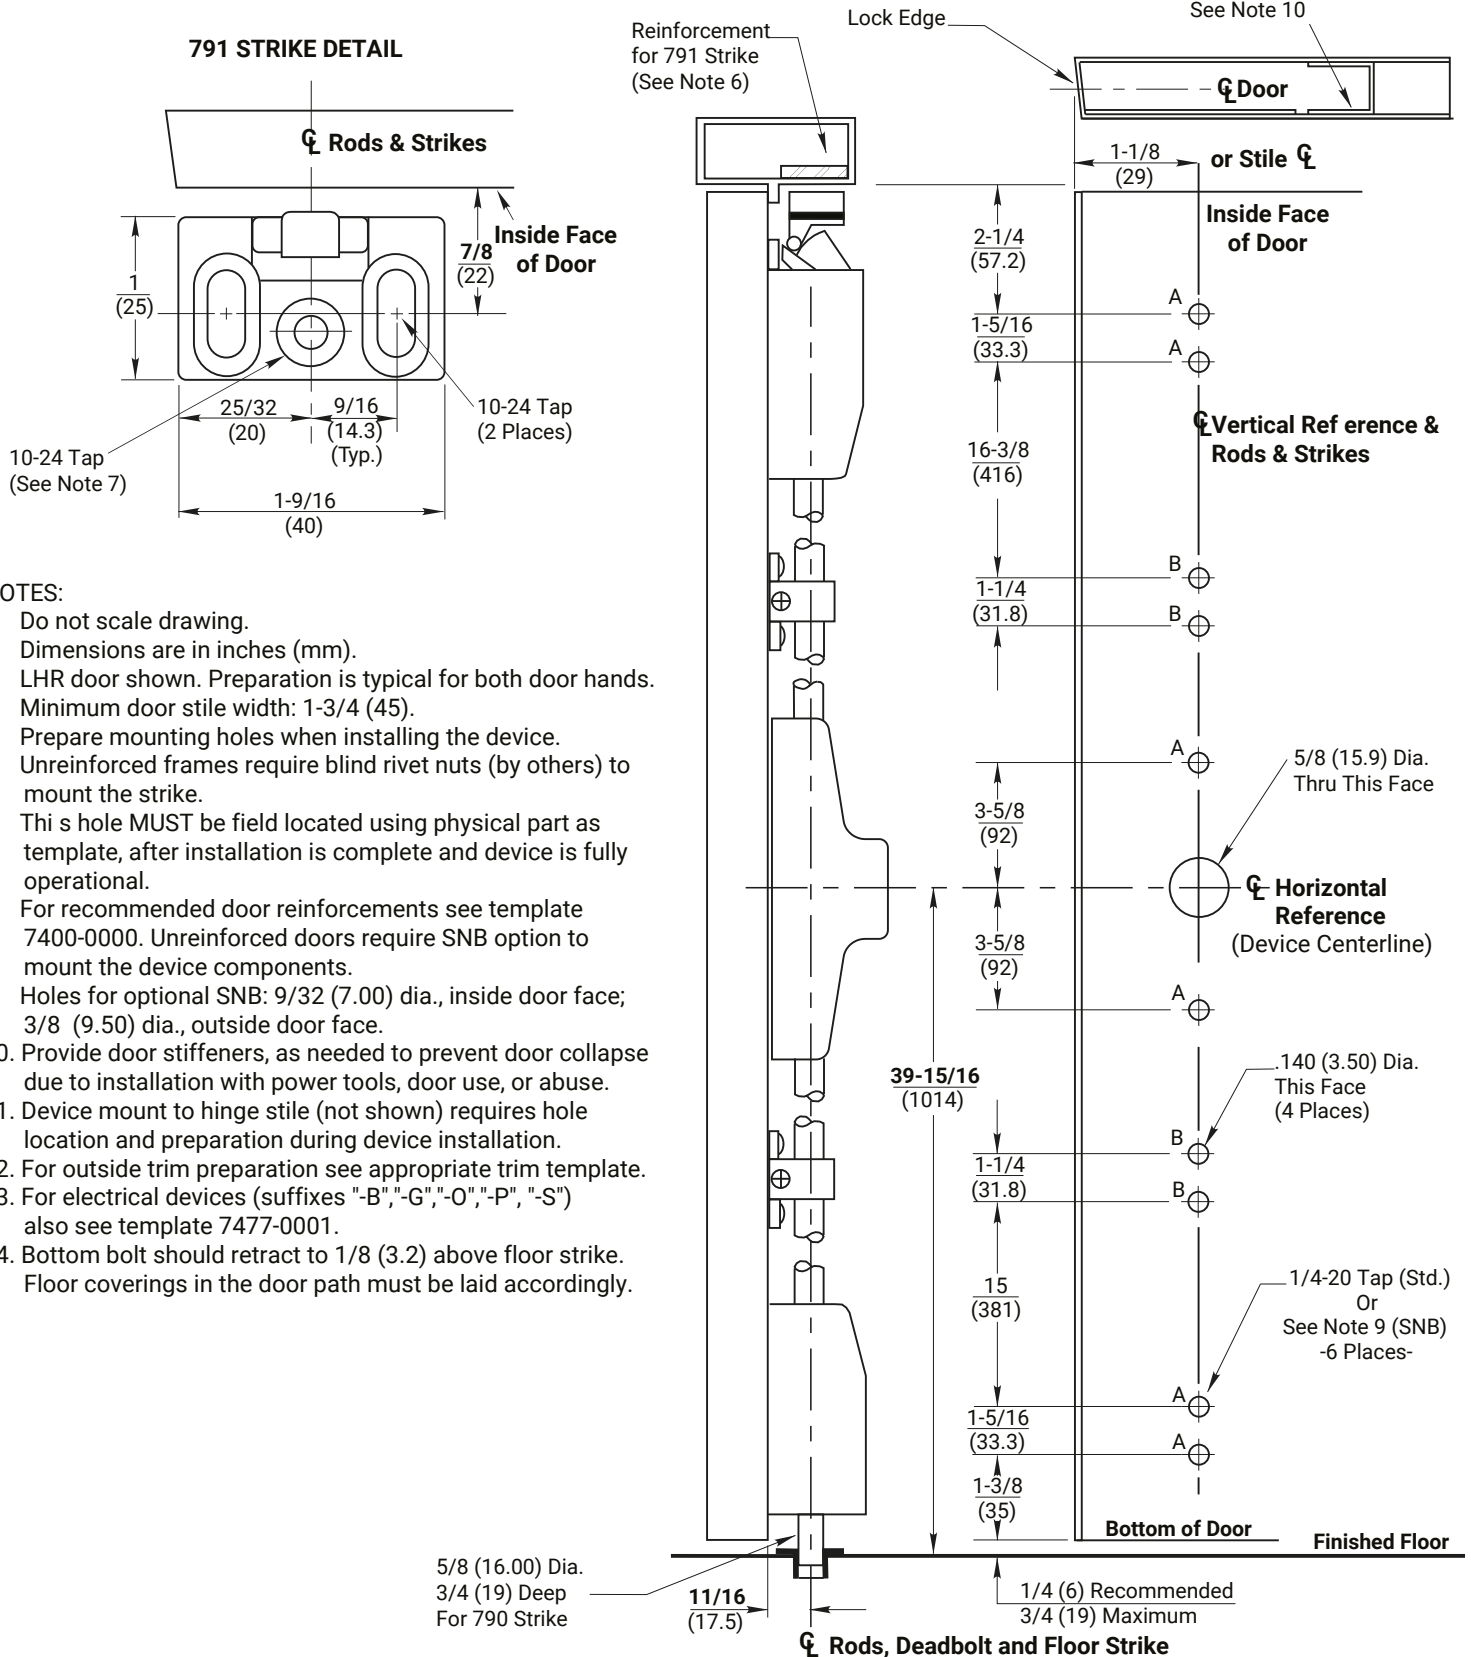 791 STRIKE DETAIL
℄ Rods & Strikes
Inside Face
of Door
7/8
(22)
1
(25)
25/32
(20)
9/16
(14.3)
(Typ.)
10-24 Tap
(2 Places)
10-24 Tap
(See Note 7)
1-9/16
(40)
OTES:
Do not scale drawing.
Dimensions are in inches (mm).
LHR door shown. Preparation is typical for both door hands.
Minimum door stile width: 1-3/4 (45).
Prepare mounting holes when installing the device.
Unreinforced frames require blind rivet nuts (by others) to
mount the strike.
Thi s hole MUST be field located using physical part as
template, after installation is complete and device is fully
operational.
For recommended door reinforcements see template
7400-0000. Unreinforced doors require SNB option to
mount the device components.
Holes for optional SNB: 9/32 (7.00) dia., inside door face;
3/8 (9.50) dia., outside door face.
0. Provide door stiffeners, as needed to prevent door collapse
due to installation with power tools, door use, or abuse.
1. Device mount to hinge stile (not shown) requires hole
location and preparation during device installation.
2. For outside trim preparation see appropriate trim template.
3. For electrical devices (suffixes "-B","-G","-O","-P", "-S")
also see template 7477-0001.
4. Bottom bolt should retract to 1/8 (3.2) above floor strike.
Floor coverings in the door path must be laid accordingly.
Reinforcement
for 791 Strike
(See Note 6)
Lock Edge
See Note 10
℄ Door
1-1/8
(29)
or Stile ℄
Inside Face
of Door
2-1/4
(57.2)
A
1-5/16
(33.3)
A
℄ Vertical Ref erence &
Rods & Strikes
16-3/8
(416)
B
1-1/4
(31.8)
B
A
5/8 (15.9) Dia.
Thru This Face
3-5/8
(92)
℄ Horizontal
Reference
(Device Centerline)
3-5/8
(92)
A
39-15/16
(1014)
.140 (3.50) Dia.
This Face
(4 Places)
B
1-1/4
(31.8)
B
15
(381)
1/4-20 Tap (Std.)
Or
See Note 9 (SNB)
-6 Places-
A
1-5/16
(33.3)
A
1-3/8
(35)
Bottom of Door
Finished Floor
5/8 (16.00) Dia.
3/4 (19) Deep
For 790 Strike
11/16
(17.5)
1/4 (6) Recommended
3/4 (19) Maximum
℄ Rods, Deadbolt and Floor Strike